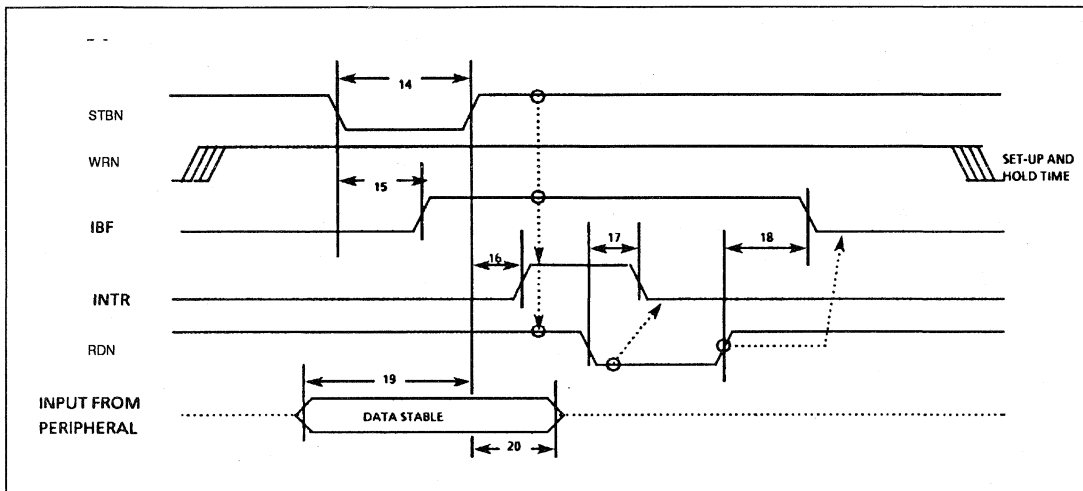 14
STBN
WRN
SET-UP AND
HOLD TIME
15
IBF
17
18
16
INTR
RDN
19
INPUT FROM
PERIPHERAL
DATA STABLE
20